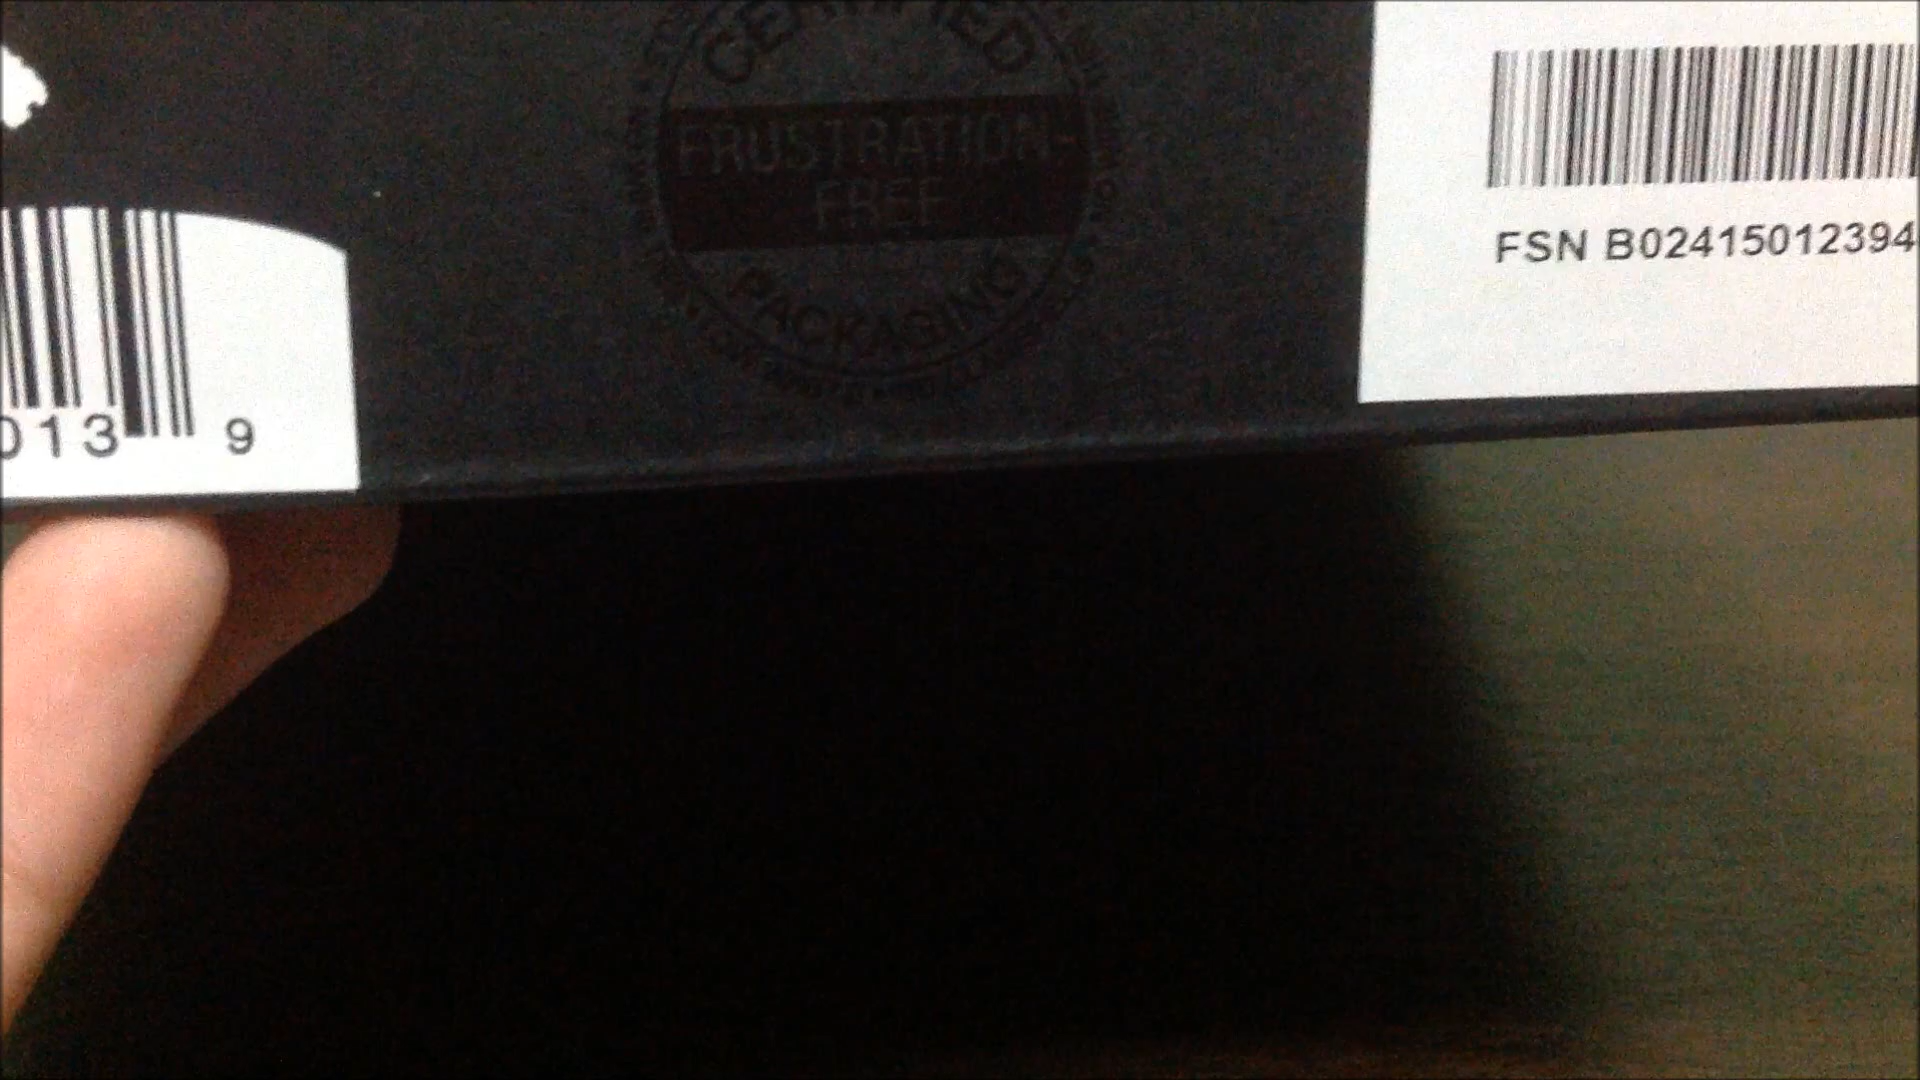 CERTIFIED
FRUSTRATION-
FREE
PACKAGING
FSN B02415012394
013 9